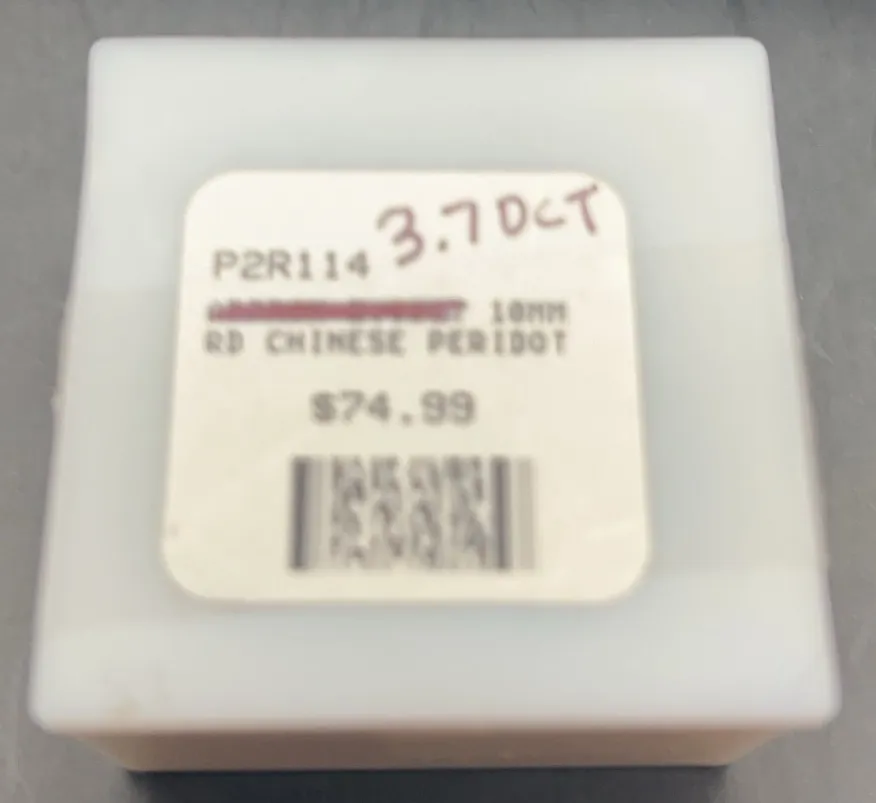 3.70CT
P2R114
10MM
RD CHINESE PERIDOT
$74.99